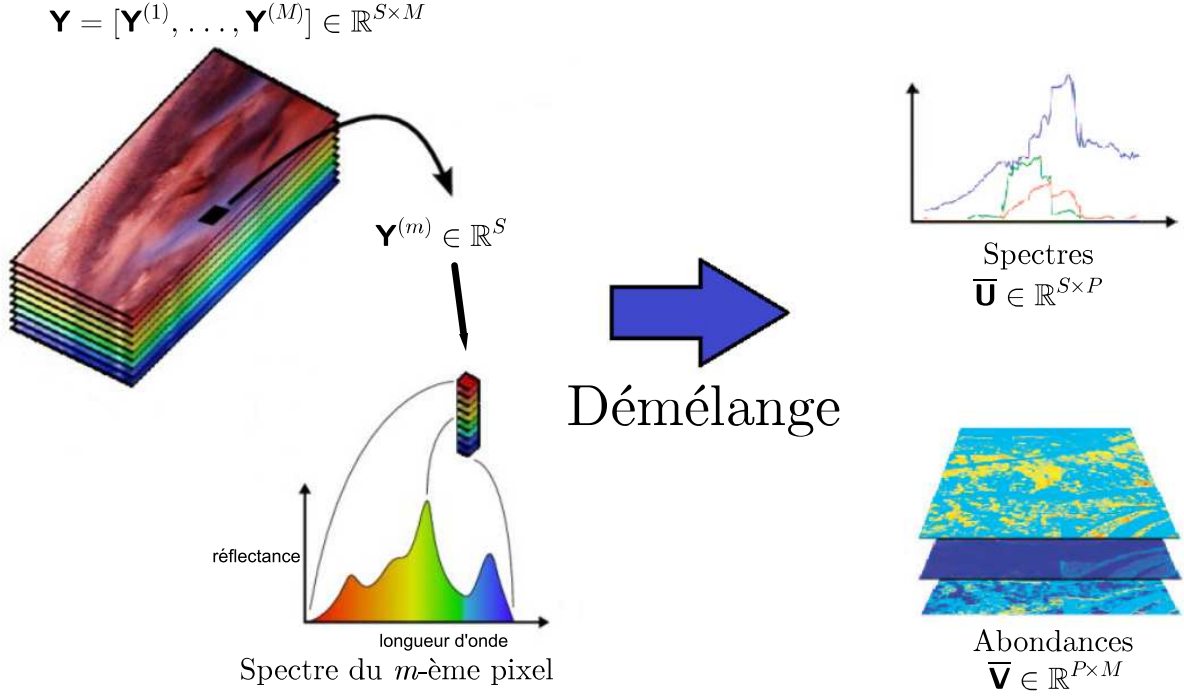 Y = [Y⁽¹⁾, . . . , Y⁽ᴹ⁾] ∈ ℝ^{S×M}
Y⁽ᵐ⁾ ∈ ℝ^S
réflectance
longueur d'onde
Spectre du m-ème pixel
Démélange
Spectres
U̅ ∈ ℝ^{S×P}
Abondances
V̅ ∈ ℝ^{P×M}